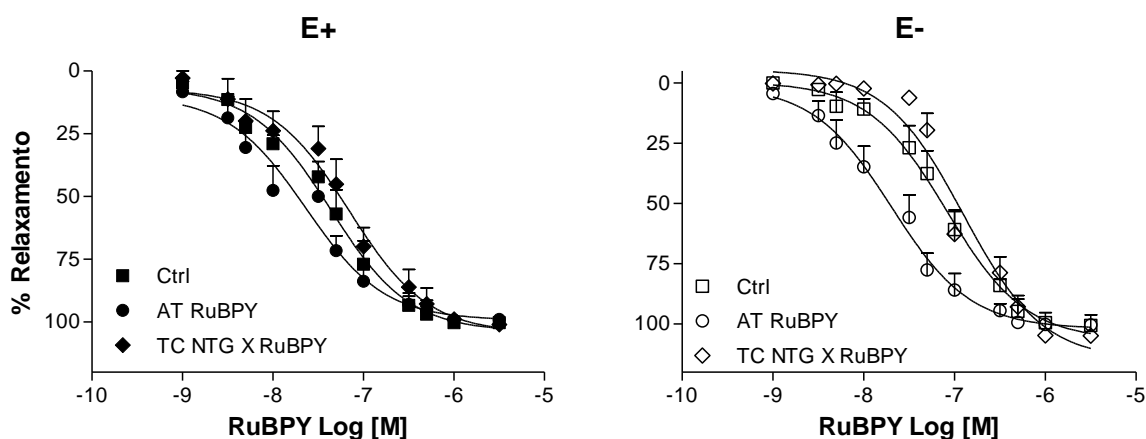 E+
% Relaxamento
0
25
50
75
100
Ctrl
AT RuBPY
TC NTG X RuBPY
-10
-9
-8
-7
-6
-5
RuBPY Log [M]
E-
0
25
50
75
100
Ctrl
AT RuBPY
TC NTG X RuBPY
-10
-9
-8
-7
-6
-5
RuBPY Log [M]